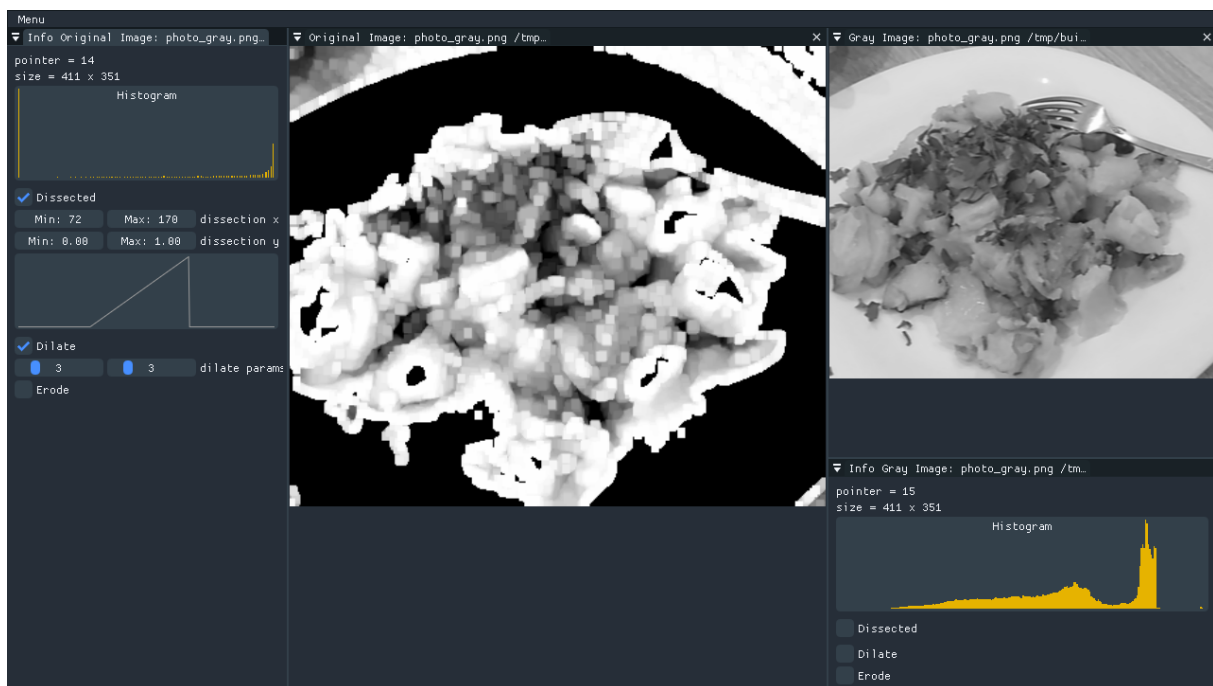 Menu
Info Original Image: photo_gray.png…
pointer = 14
size = 411 x 351
Histogram
Dissected
Min: 72 Max: 170 dissection x
Min: 0.00 Max: 1.00 dissection y
Dilate
3 3 dilate params
Erode
Original Image: photo_gray.png /tmp…
Gray Image: photo_gray.png /tmp/bui…
Info Gray Image: photo_gray.png /tm…
pointer = 15
size = 411 x 351
Histogram
Dissected
Dilate
Erode